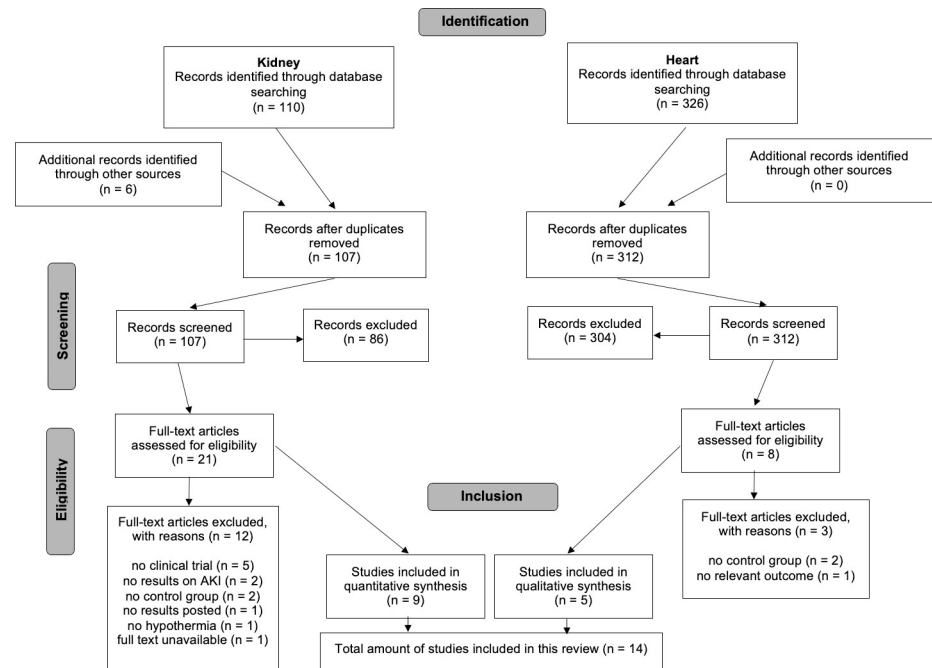 Identification
Kidney
Records identified through database
searching
(n = 110)
Heart
Records identified through database
searching
(n = 326)
Additional records identified
through other sources
(n = 6)
Additional records identified
through other sources
(n = 0)
Records after duplicates
removed
(n = 107)
Records after duplicates
removed
(n = 312)
Screening
Records screened
(n = 107)
Records excluded
(n = 86)
Records excluded
(n = 304)
Records screened
(n = 312)
Eligibility
Full-text articles
assessed for eligibility
(n = 21)
Full-text articles
assessed for eligibility
(n = 8)
Inclusion
Full-text articles excluded,
with reasons (n = 12)
no clinical trial (n = 5)
no results on AKI (n = 2)
no control group (n = 2)
no results posted (n = 1)
no hypothermia (n = 1)
full text unavailable (n = 1)
Studies included in
quantitative synthesis
(n = 9)
Studies included in
qualitative synthesis
(n = 5)
Full-text articles excluded,
with reasons (n = 3)
no control group (n = 2)
no relevant outcome (n = 1)
Total amount of studies included in this review (n = 14)